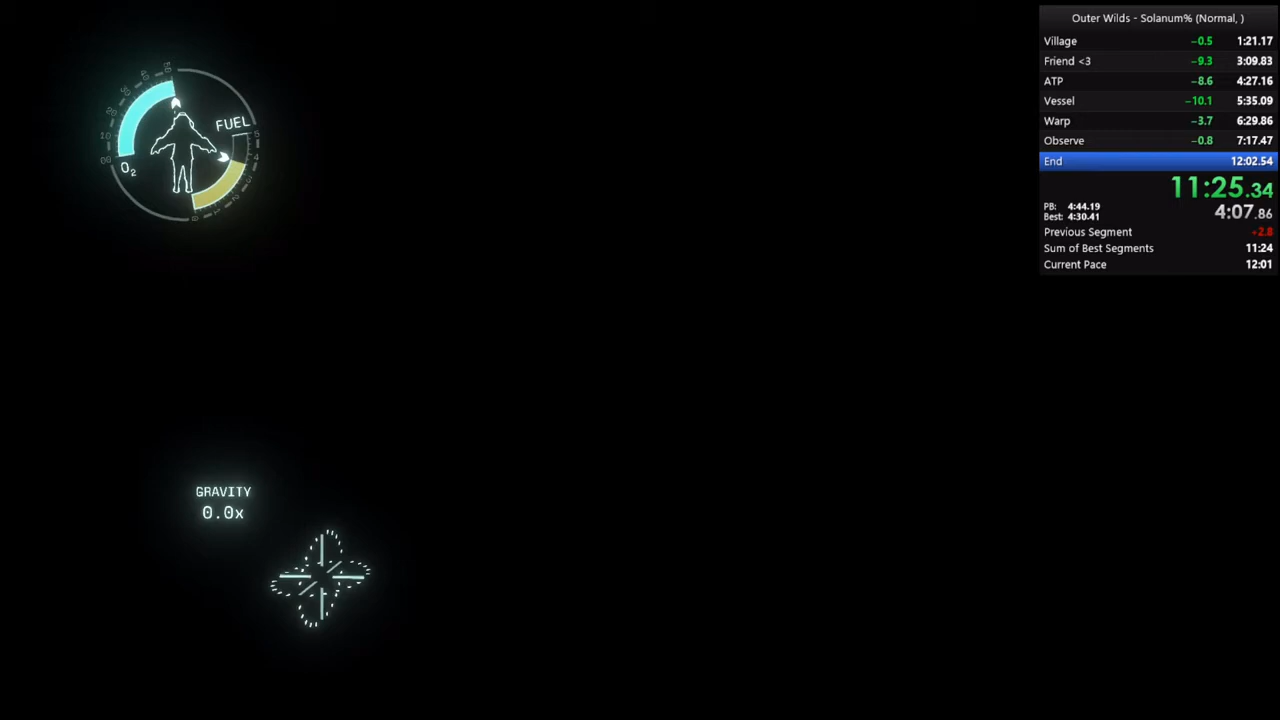 FUEL
O2
GRAVITY
0.0x
Outer Wilds - Solanum% (Normal, )
Village −0.5 1:21.17
Friend <3 −9.3 3:09.83
ATP −8.6 4:27.16
Vessel −10.1 5:35.09
Warp −3.7 6:29.86
Observe −0.8 7:17.47
End 12:02.54
11:25.34
PB: 4:44.19
Best: 4:30.41
4:07.86
Previous Segment +2.8
Sum of Best Segments 11:24
Current Pace 12:01